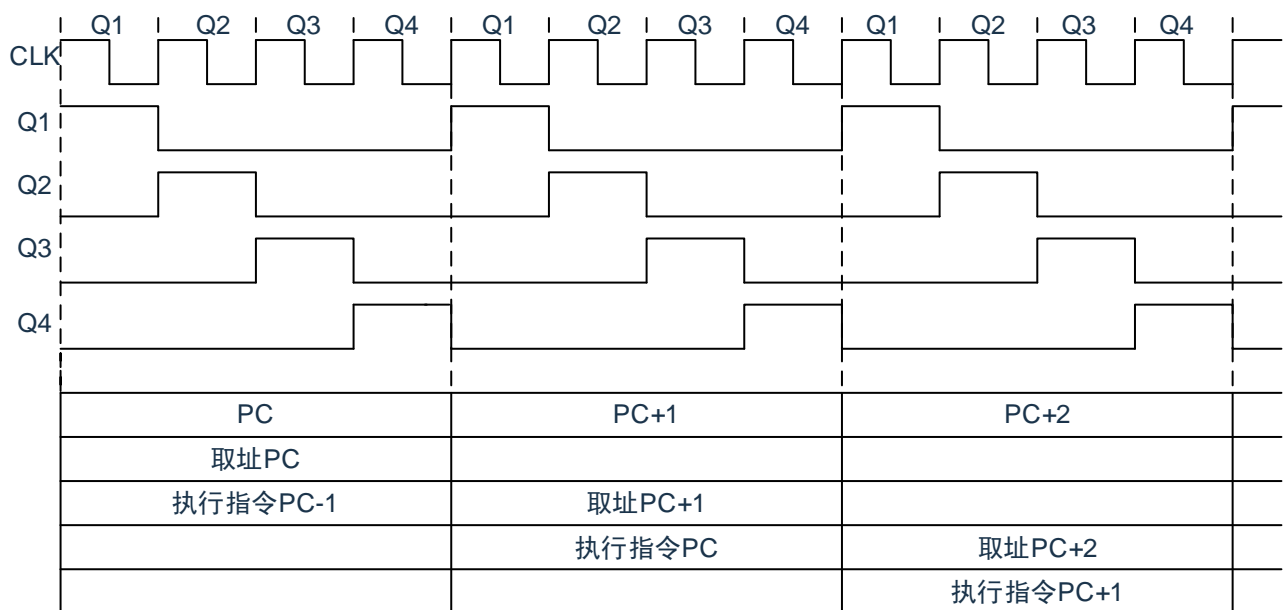 Q1 Q2 Q3 Q4 Q1 Q2 Q3 Q4 Q1 Q2 Q3 Q4
CLK
Q1
Q2
Q3
Q4
PC PC+1 PC+2
取址PC
执行指令PC-1 取址PC+1
执行指令PC 取址PC+2
执行指令PC+1